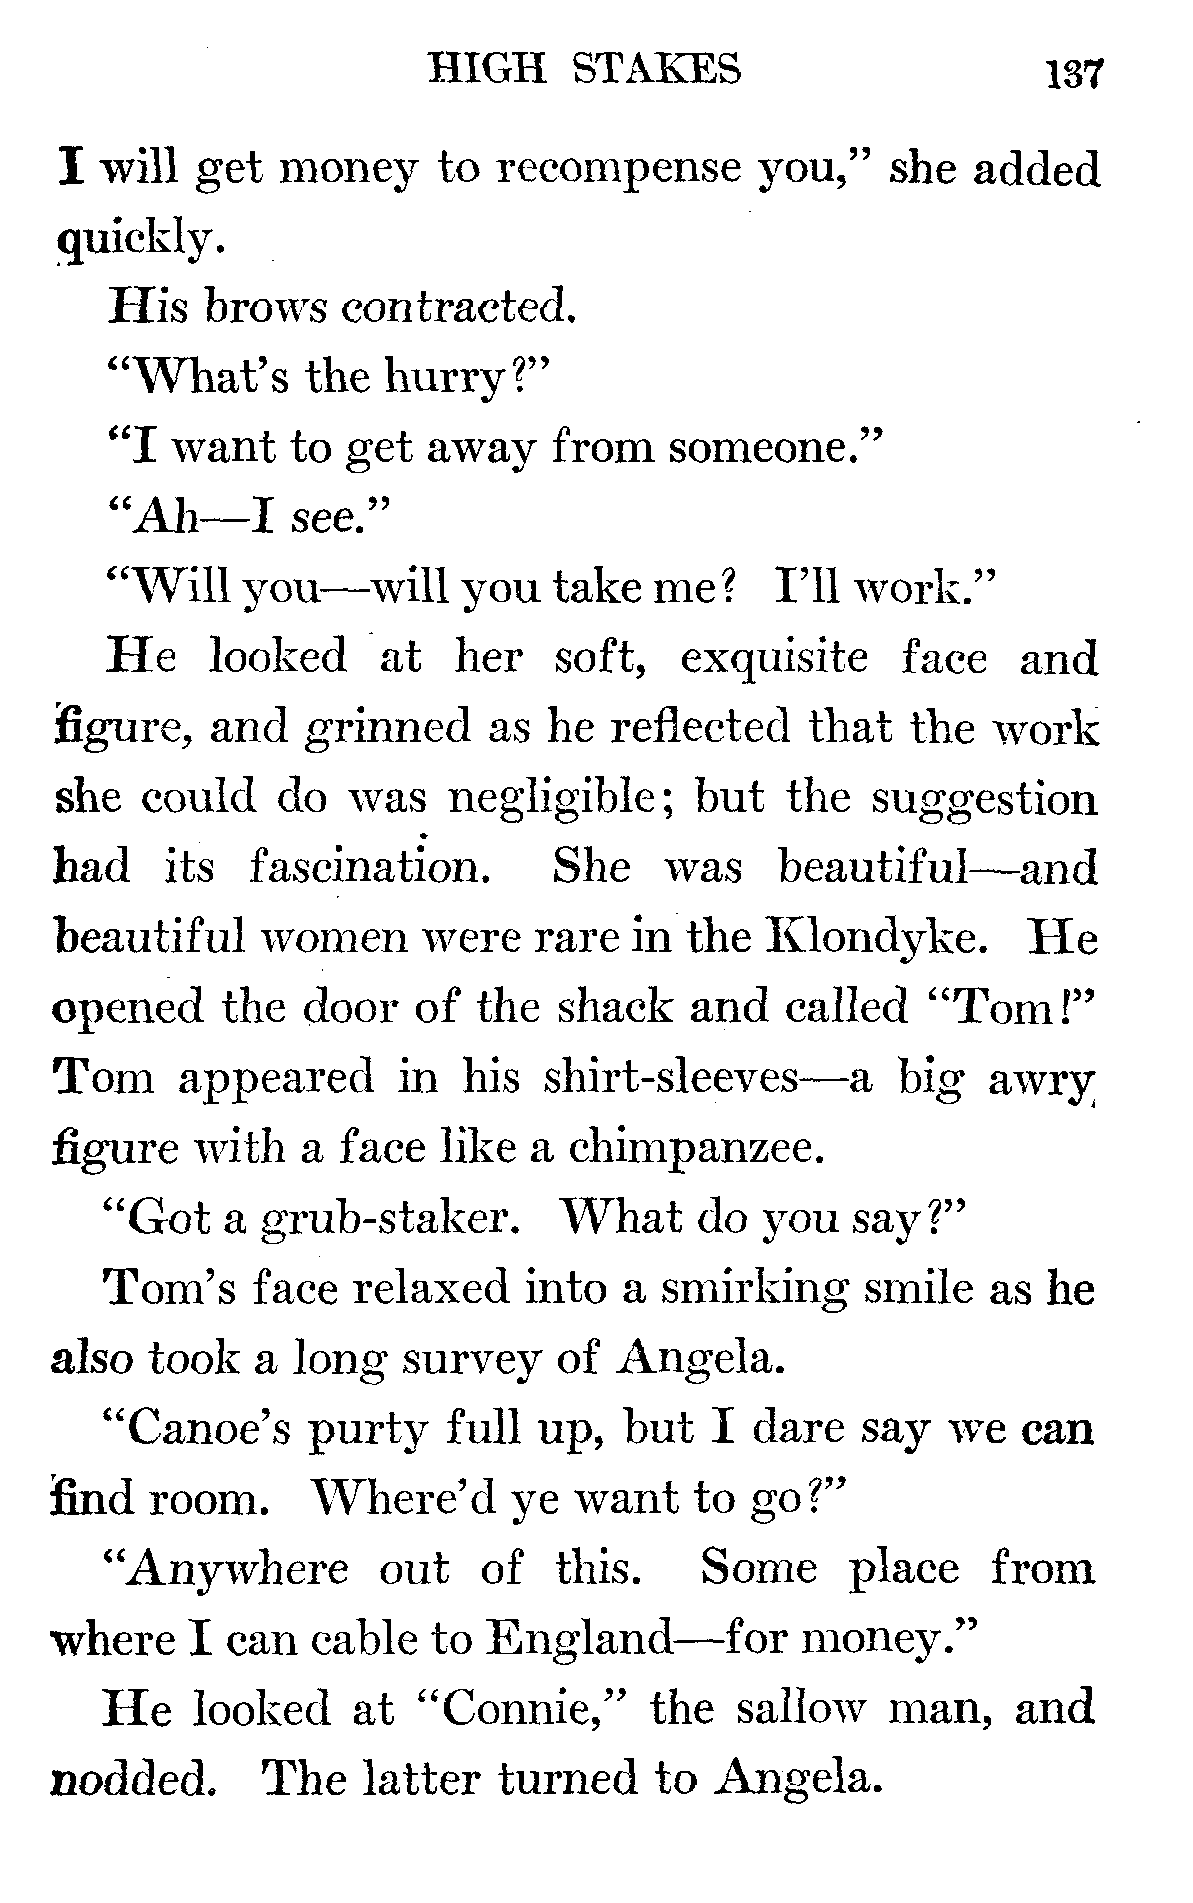 HIGH STAKES 137
I will get money to recompense you,” she added
quickly.
His brows contracted.
“What’s the hurry?”
“I want to get away from someone.”
“Ah—I see.”
“Will you—will you take me? I’ll work.”
He looked at her soft, exquisite face and
figure, and grinned as he reflected that the work
she could do was negligible; but the suggestion
had its fascination. She was beautiful—and
beautiful women were rare in the Klondyke. He
opened the door of the shack and called “Tom!”
Tom appeared in his shirt-sleeves—a big awry
figure with a face like a chimpanzee.
“Got a grub-staker. What do you say?”
Tom’s face relaxed into a smirking smile as he
also took a long survey of Angela.
“Canoe’s purty full up, but I dare say we can
find room. Where’d ye want to go?”
“Anywhere out of this. Some place from
where I can cable to England—for money.”
He looked at “Connie,” the sallow man, and
nodded. The latter turned to Angela.